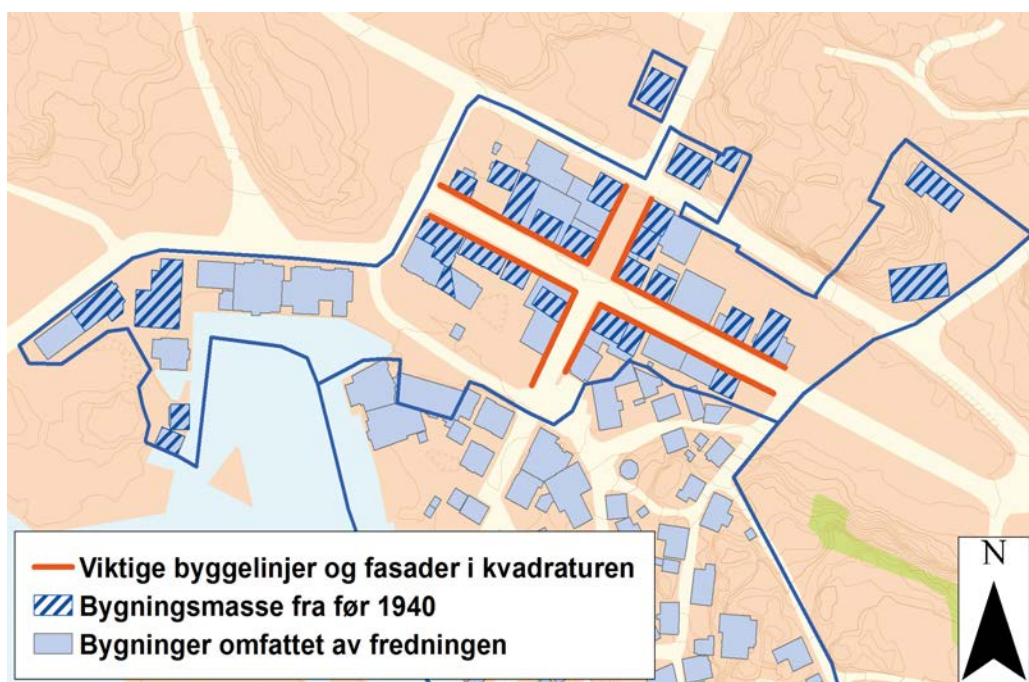 Viktige byggelinjer og fasader i kvadraturen
Bygningsmasse fra før 1940
Bygninger omfattet av fredningen
N